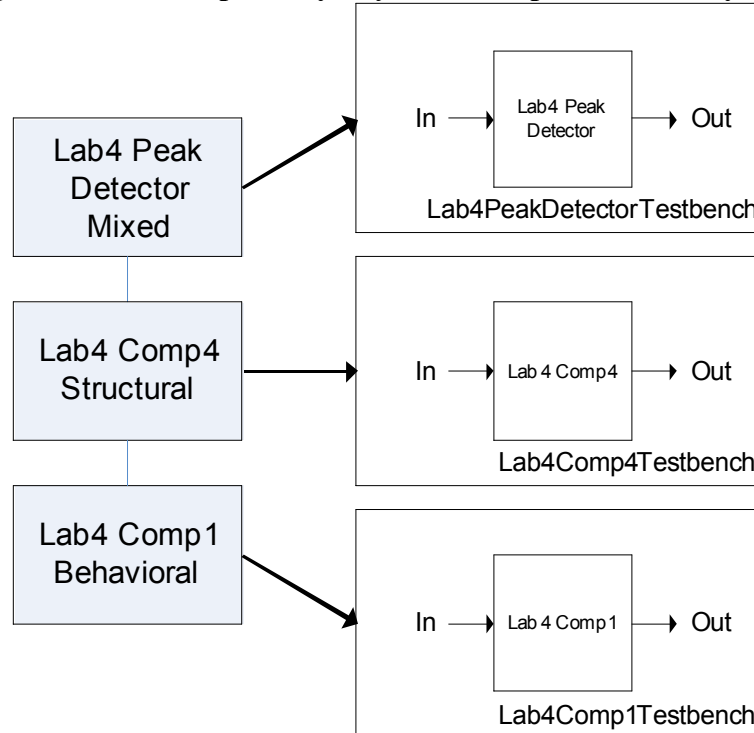 Lab4 Peak
Detector
Mixed
In
Lab4 Peak
Detector
Out
Lab4PeakDetectorTestbench
Lab4 Comp4
Structural
In
Lab 4 Comp4
Out
Lab4Comp4Testbench
Lab4 Comp1
Behavioral
In
Lab 4 Comp1
Out
Lab4Comp1Testbench